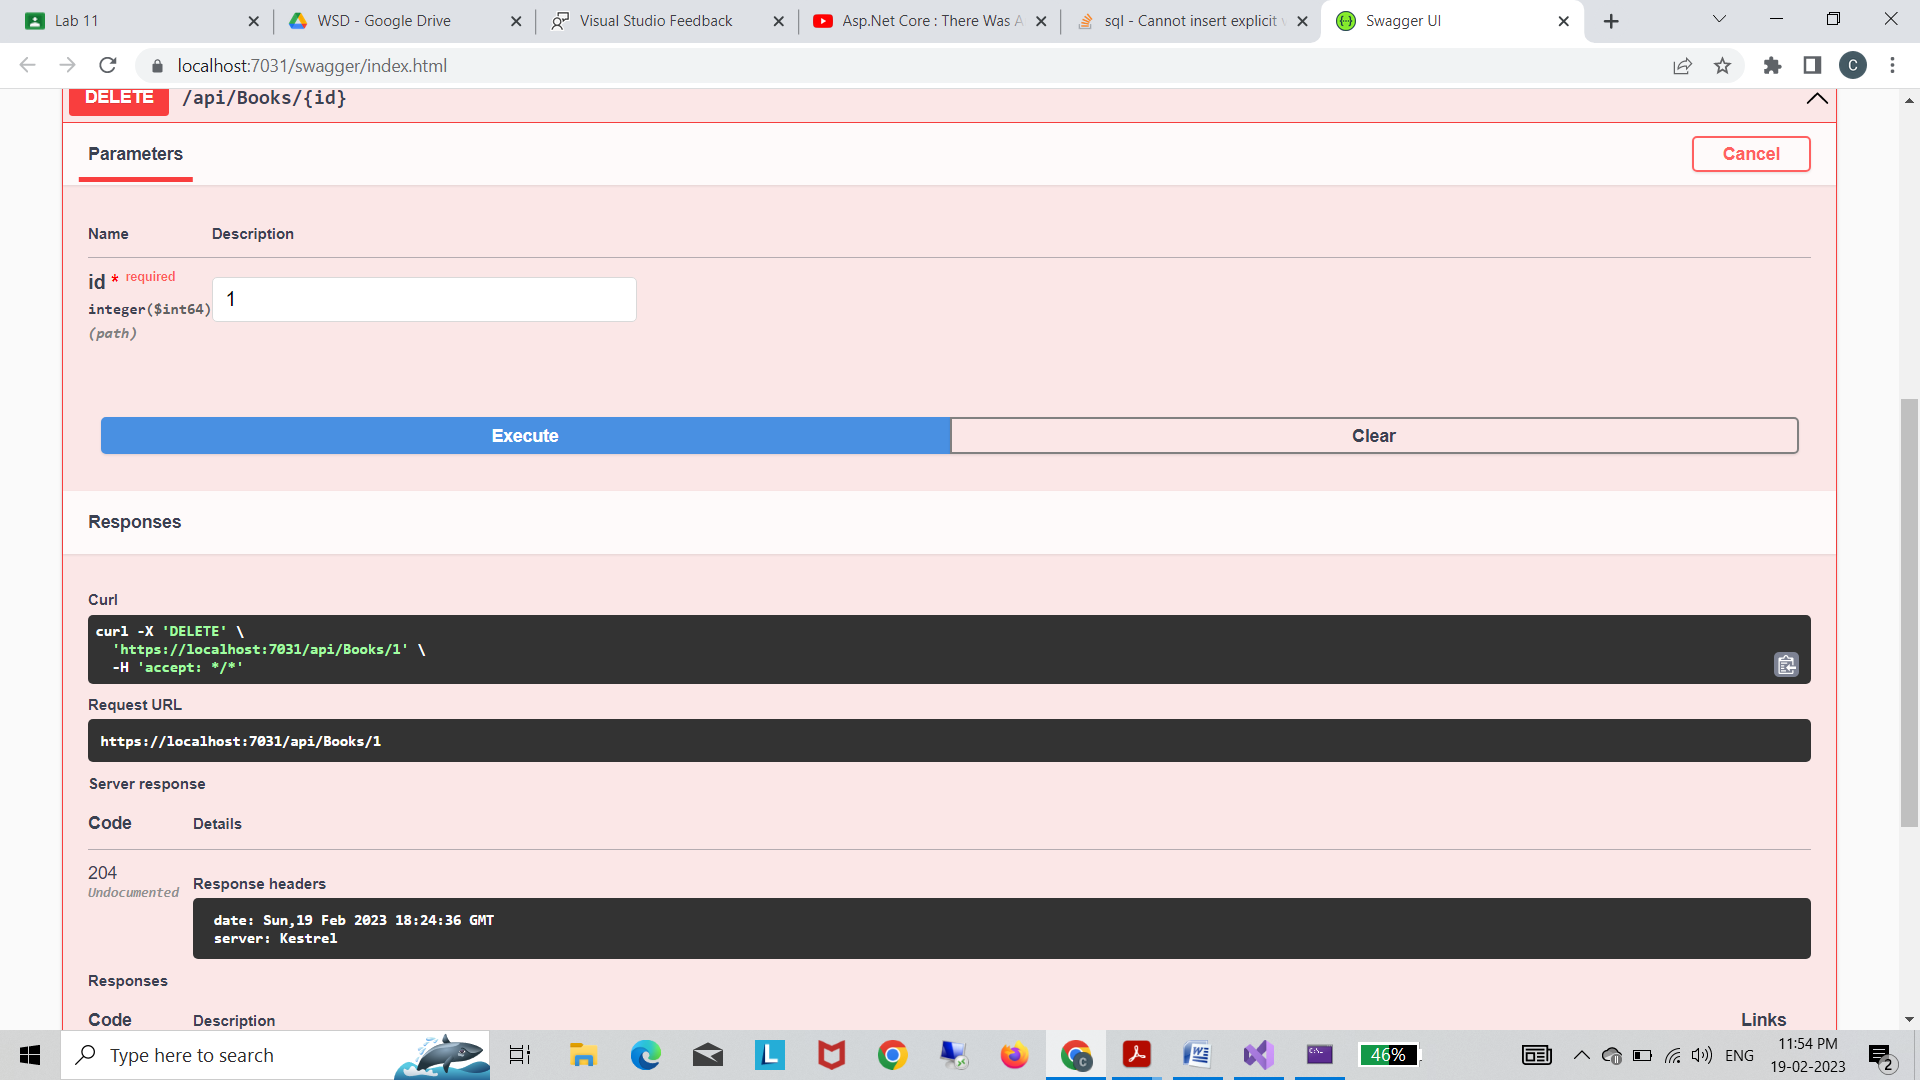 Lab 11
WSD - Google Drive
Visual Studio Feedback
Asp.Net Core : There Was A
sql - Cannot insert explicit v
Swagger UI
localhost:7031/swagger/index.html
C
DELETE /api/Books/{id}
Parameters
Cancel
Name Description
id * required
integer($int64)
(path)
1
Execute
Clear
Responses
Curl
curl -X 'DELETE' \
'https://localhost:7031/api/Books/1' \
-H 'accept: */*'
Request URL
https://localhost:7031/api/Books/1
Server response
Code Details
204
Undocumented
Response headers
date: Sun,19 Feb 2023 18:24:36 GMT
server: Kestrel
Responses
Code Description Links
Type here to search
L
46%
ENG
11:54 PM
19-02-2023
2